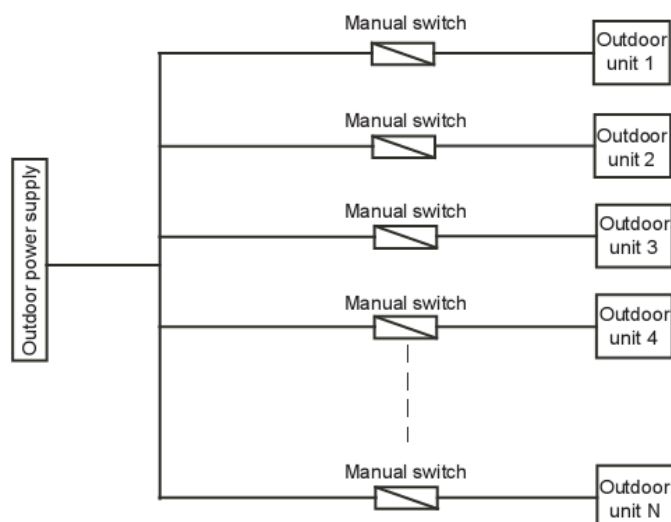 Manual switch
Outdoor
unit 1
Manual switch
Outdoor
unit 2
Manual switch
Outdoor
unit 3
Outdoor power supply
Manual switch
Outdoor
unit 4
Manual switch
Outdoor
unit N